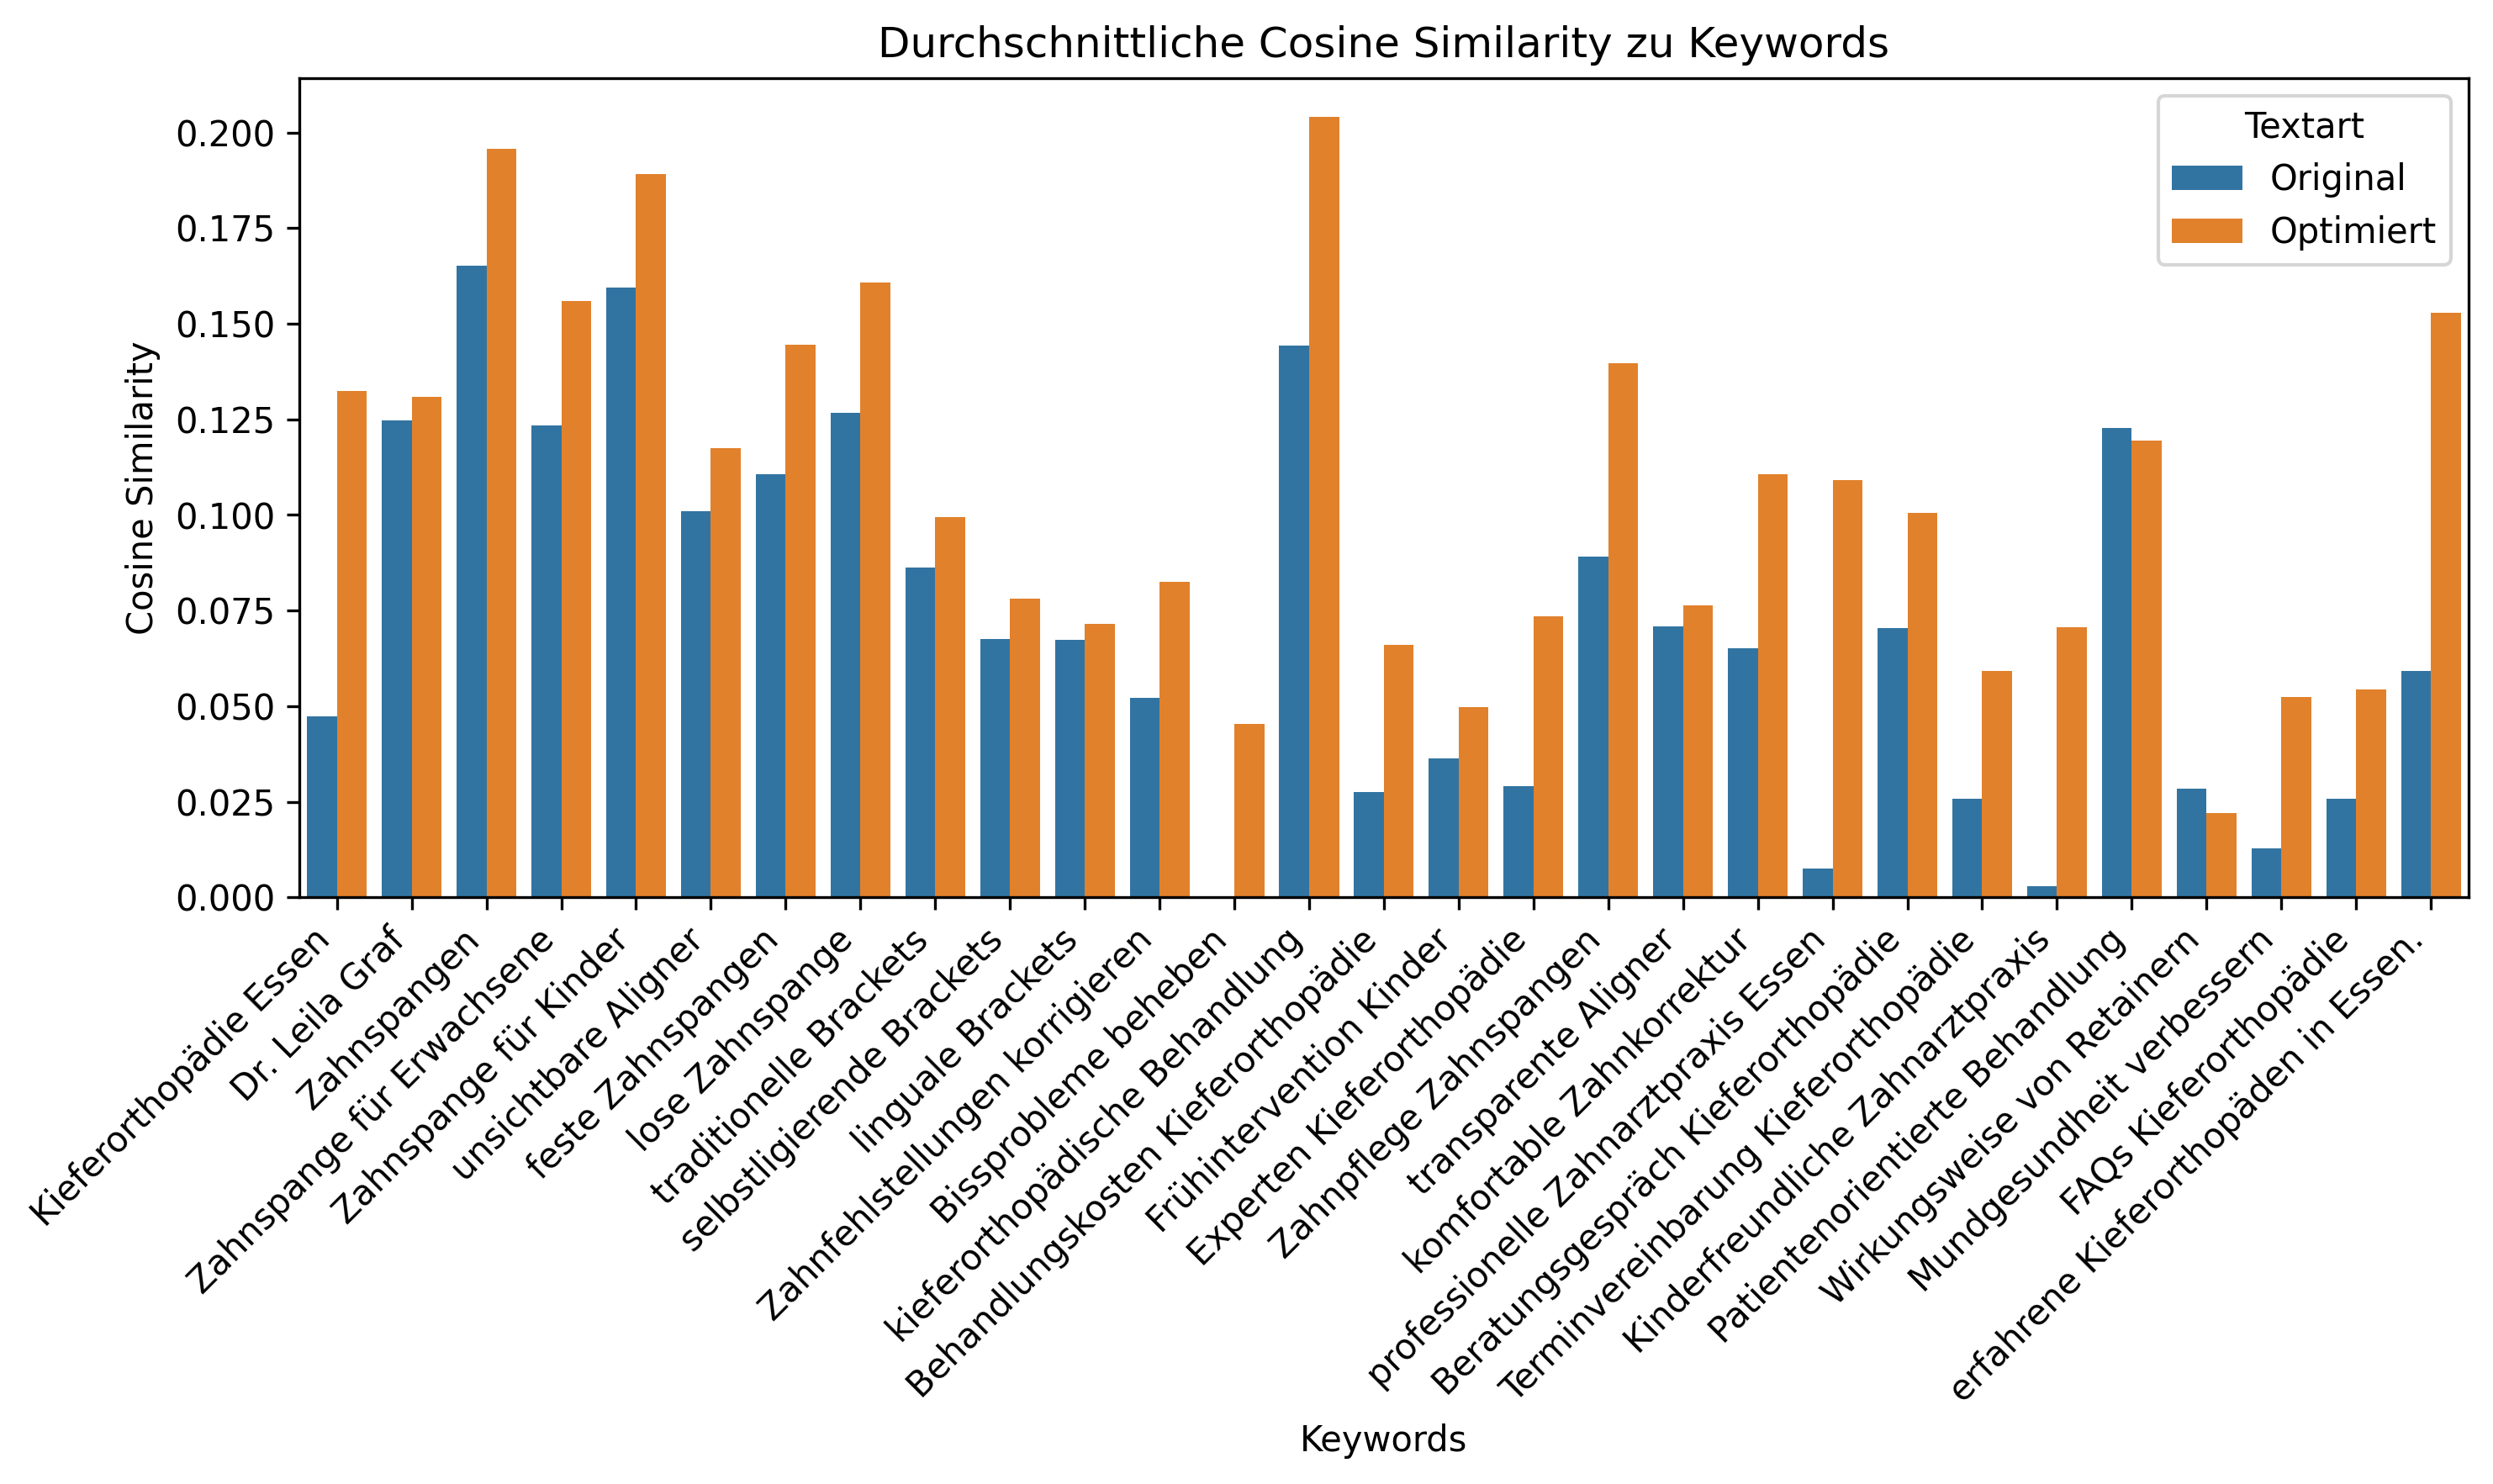 Durchschnittliche Cosine Similarity zu Keywords
Textart
Original
Optimiert
Cosine Similarity
0.200
0.175
0.150
0.125
0.100
0.075
0.050
0.025
0.000
Kieferorthopädie Essen
Dr. Leila Graf
Zahnspangen
Zahnspange für Erwachsene
Zahnspange für Kinder
unsichtbare Aligner
feste Zahnspangen
lose Zahnspange
traditionelle Brackets
selbstligierende Brackets
linguale Brackets
Zahnfehlstellungen korrigieren
Bissprobleme beheben
kieferorthopädische Behandlung
Behandlungskosten Kieferorthopädie
Frühintervention Kinder
Experten Kieferorthopädie
Zahnpflege Zahnspangen
transparente Aligner
komfortable Zahnkorrektur
professionelle Zahnarztpraxis Essen
Beratungsgespräch Kieferorthopädie
Terminvereinbarung Kieferorthopädie
Kinderfreundliche Zahnarztpraxis
Patientenorientierte Behandlung
Wirkungsweise von Retainern
Mundgesundheit verbessern
FAQs Kieferorthopädie
erfahrene Kieferorthopäden in Essen.
Keywords